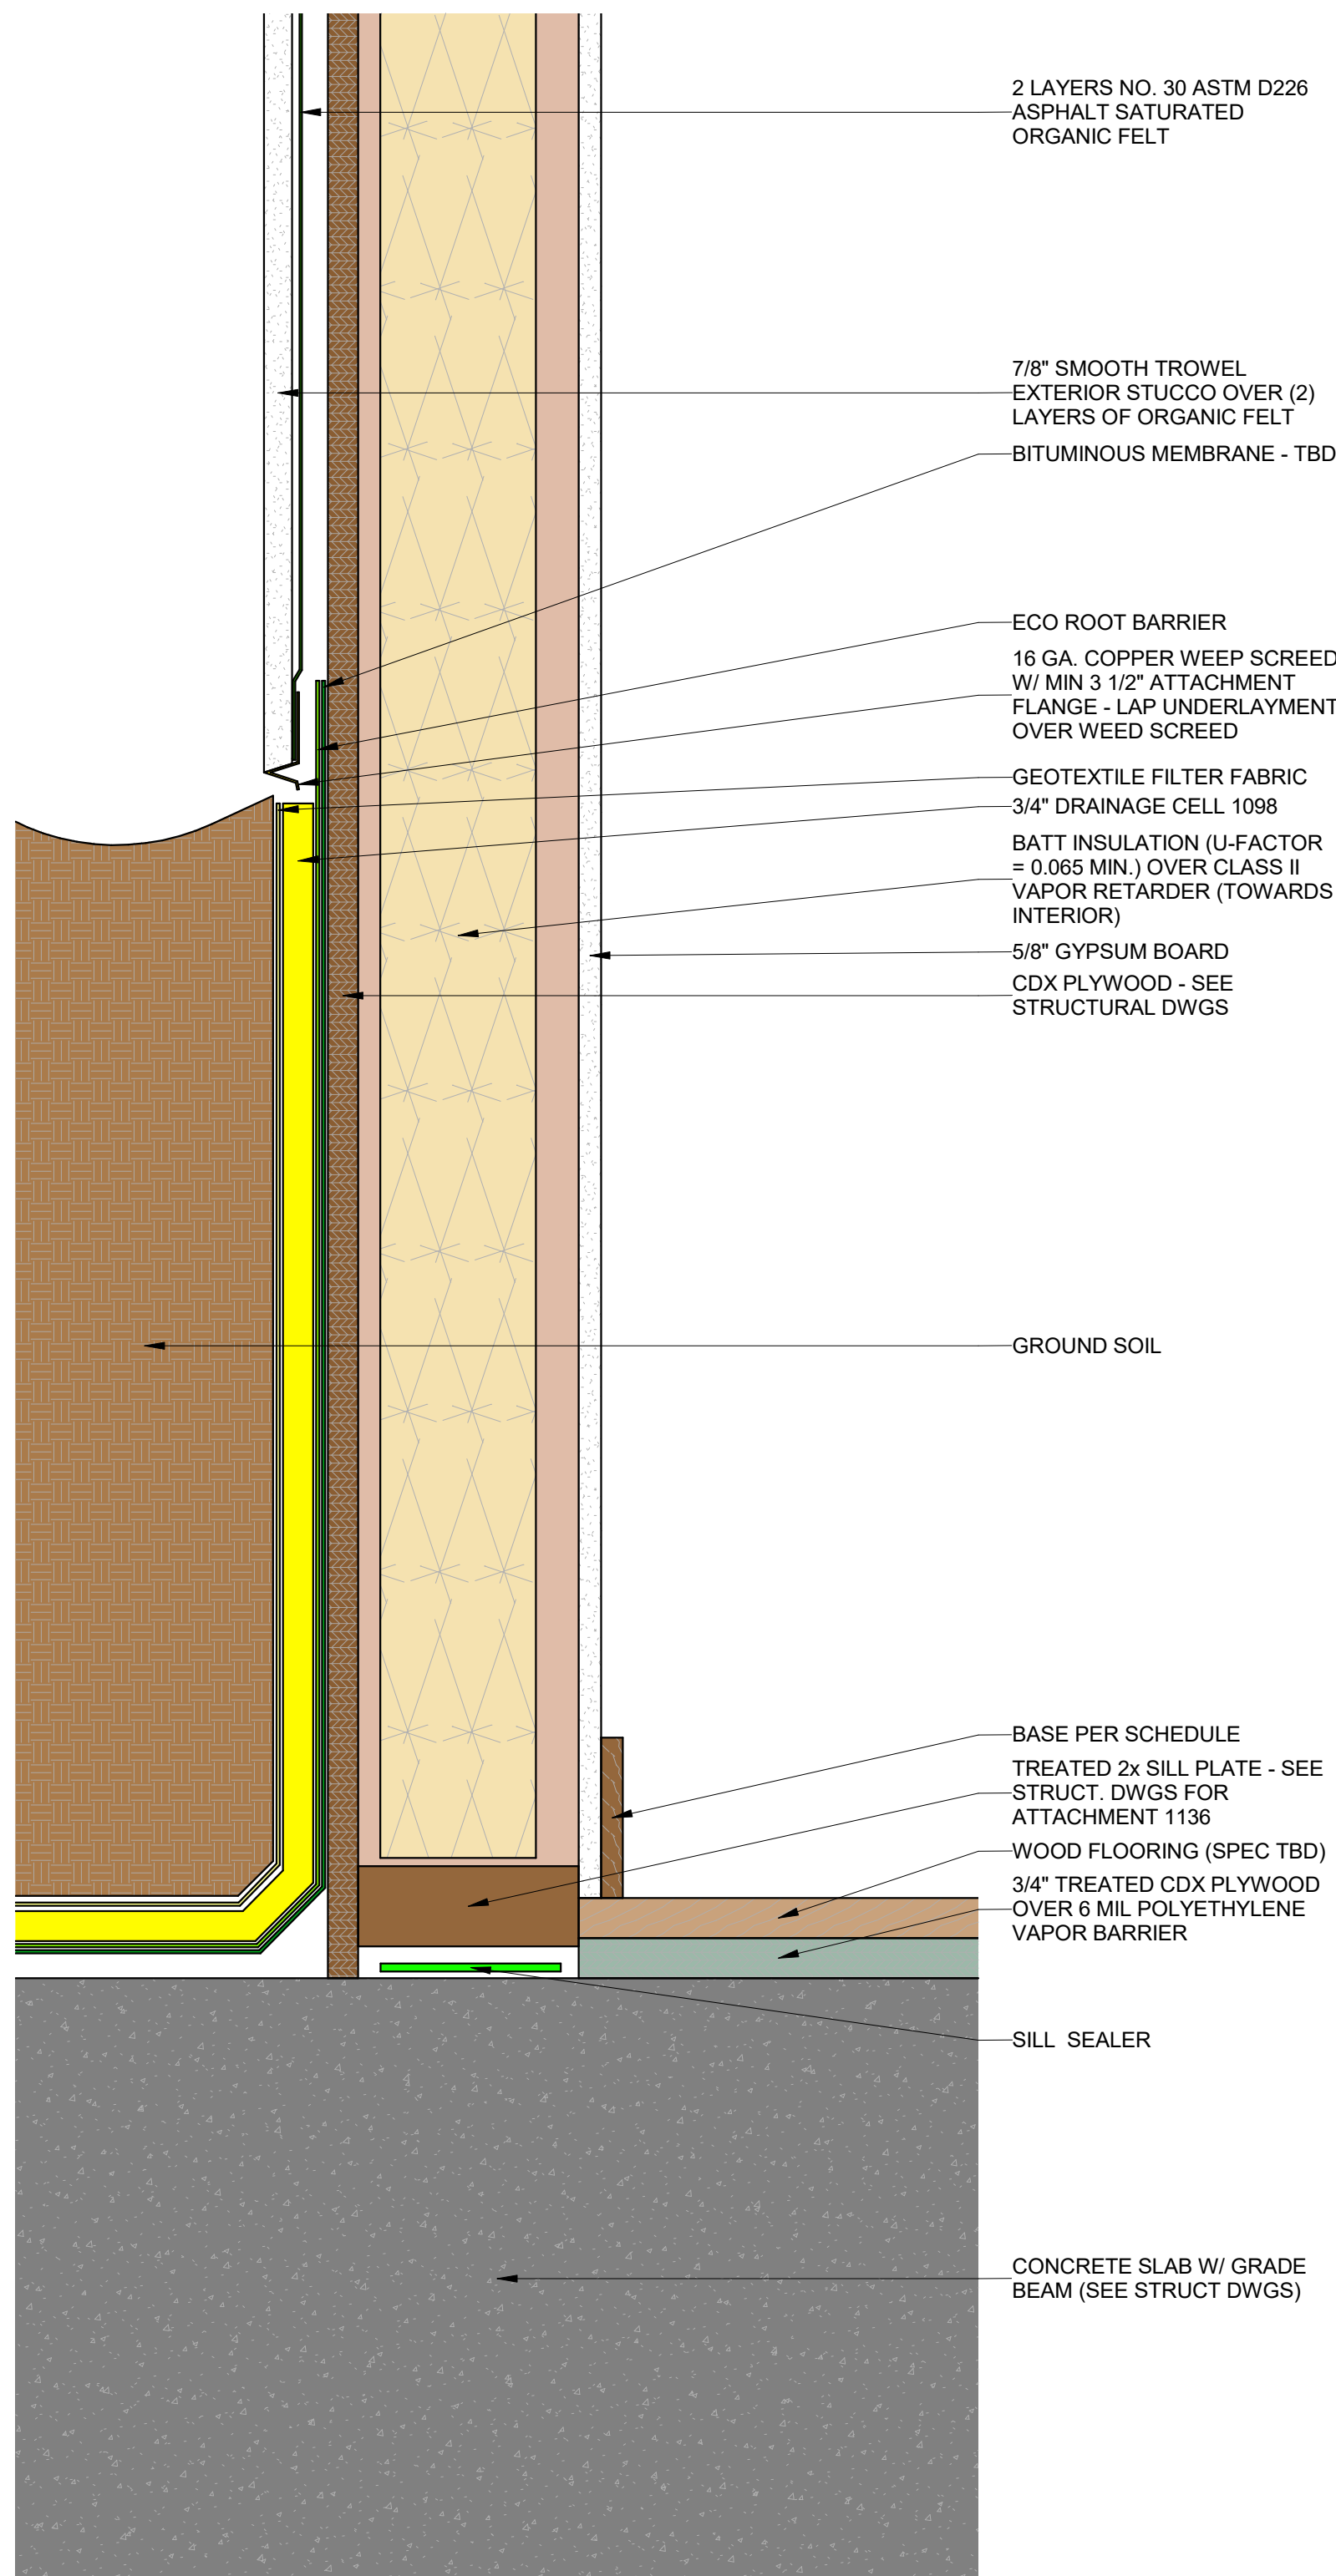 2 LAYERS NO. 30 ASTM D226
ASPHALT SATURATED
ORGANIC FELT
7/8" SMOOTH TROWEL
EXTERIOR STUCCO OVER (2)
LAYERS OF ORGANIC FELT
BITUMINOUS MEMBRANE - TBD
ECO ROOT BARRIER
16 GA. COPPER WEEP SCREED
W/ MIN 3 1/2" ATTACHMENT
FLANGE - LAP UNDERLAYMENT
OVER WEED SCREED
GEOTEXTILE FILTER FABRIC
3/4" DRAINAGE CELL 1098
BATT INSULATION (U-FACTOR
= 0.065 MIN.) OVER CLASS II
VAPOR RETARDER (TOWARDS
INTERIOR)
5/8" GYPSUM BOARD
CDX PLYWOOD - SEE
STRUCTURAL DWGS
GROUND SOIL
BASE PER SCHEDULE
TREATED 2x SILL PLATE - SEE
STRUCT. DWGS FOR
ATTACHMENT 1136
WOOD FLOORING (SPEC TBD)
3/4" TREATED CDX PLYWOOD
OVER 6 MIL POLYETHYLENE
VAPOR BARRIER
SILL SEALER
CONCRETE SLAB W/ GRADE
BEAM (SEE STRUCT DWGS)